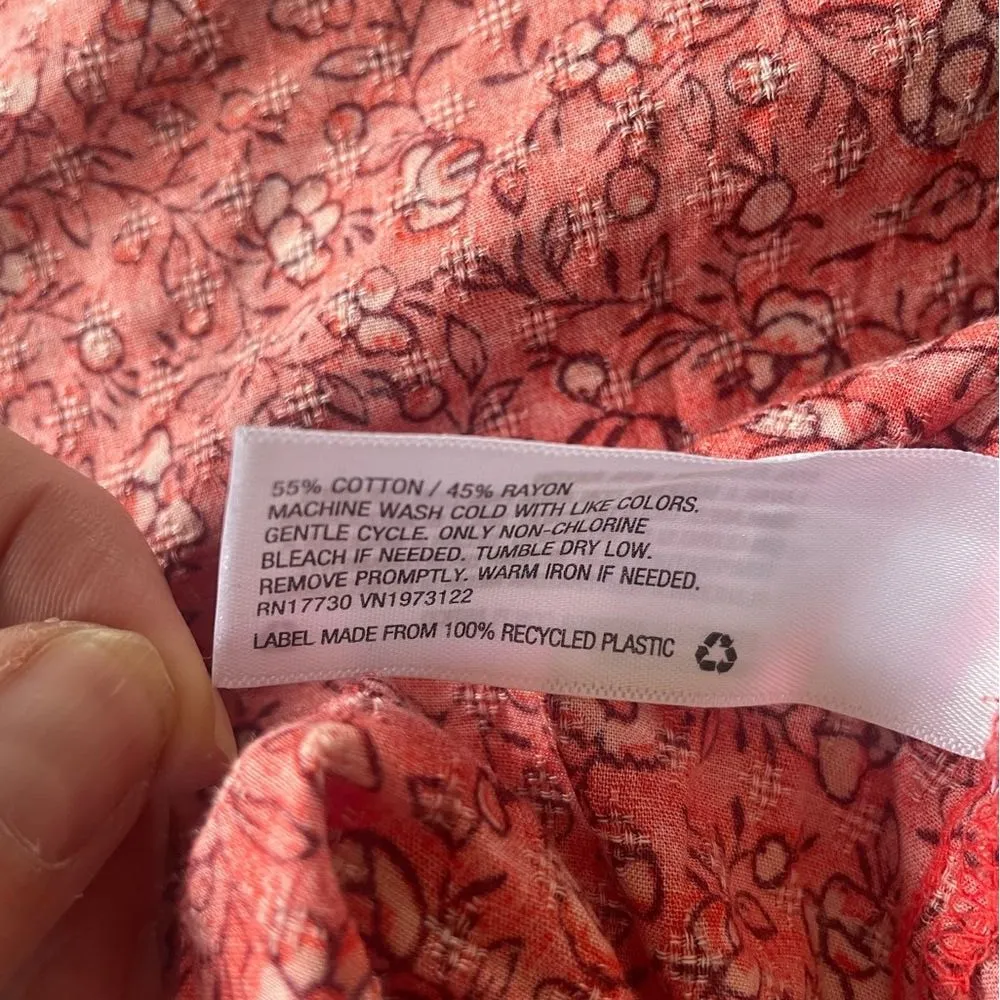 55% COTTON / 45% RAYON
MACHINE WASH COLD WITH LIKE COLORS.
GENTLE CYCLE. ONLY NON-CHLORINE
BLEACH IF NEEDED. TUMBLE DRY LOW.
REMOVE PROMPTLY. WARM IRON IF NEEDED.
RN17730 VN1973122
LABEL MADE FROM 100% RECYCLED PLASTIC